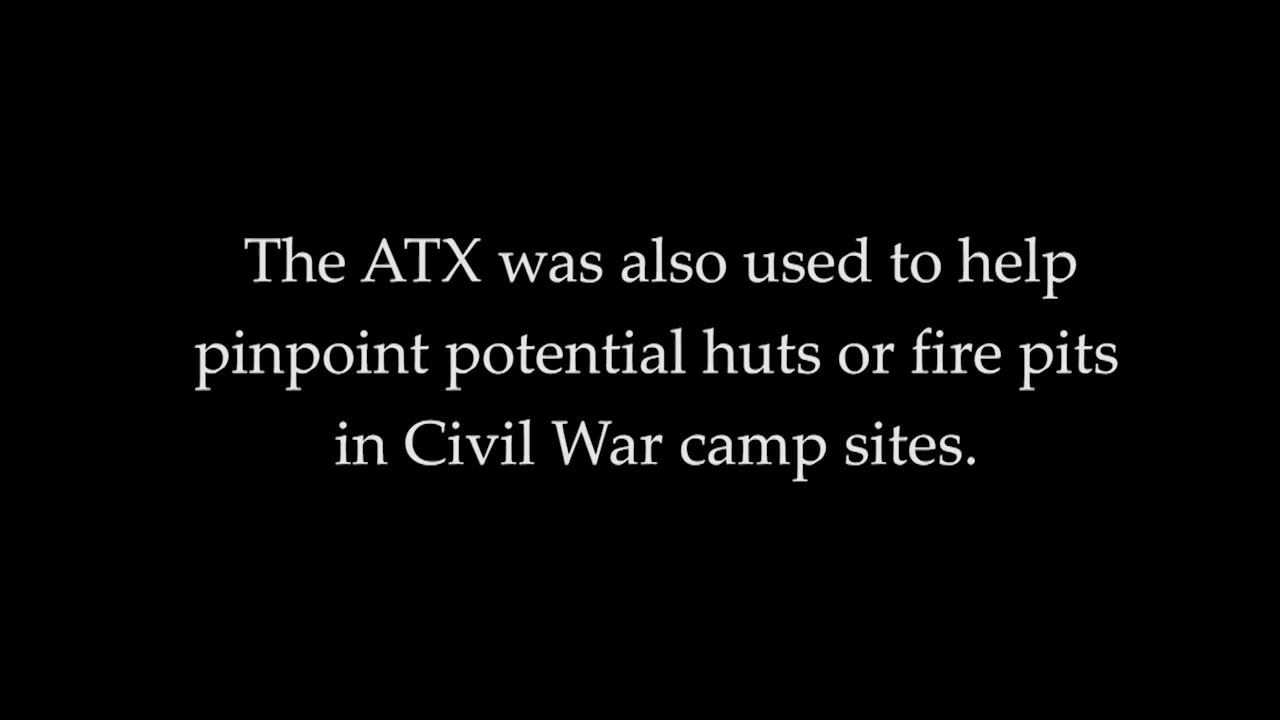 The ATX was also used to help
pinpoint potential huts or fire pits
in Civil War camp sites.